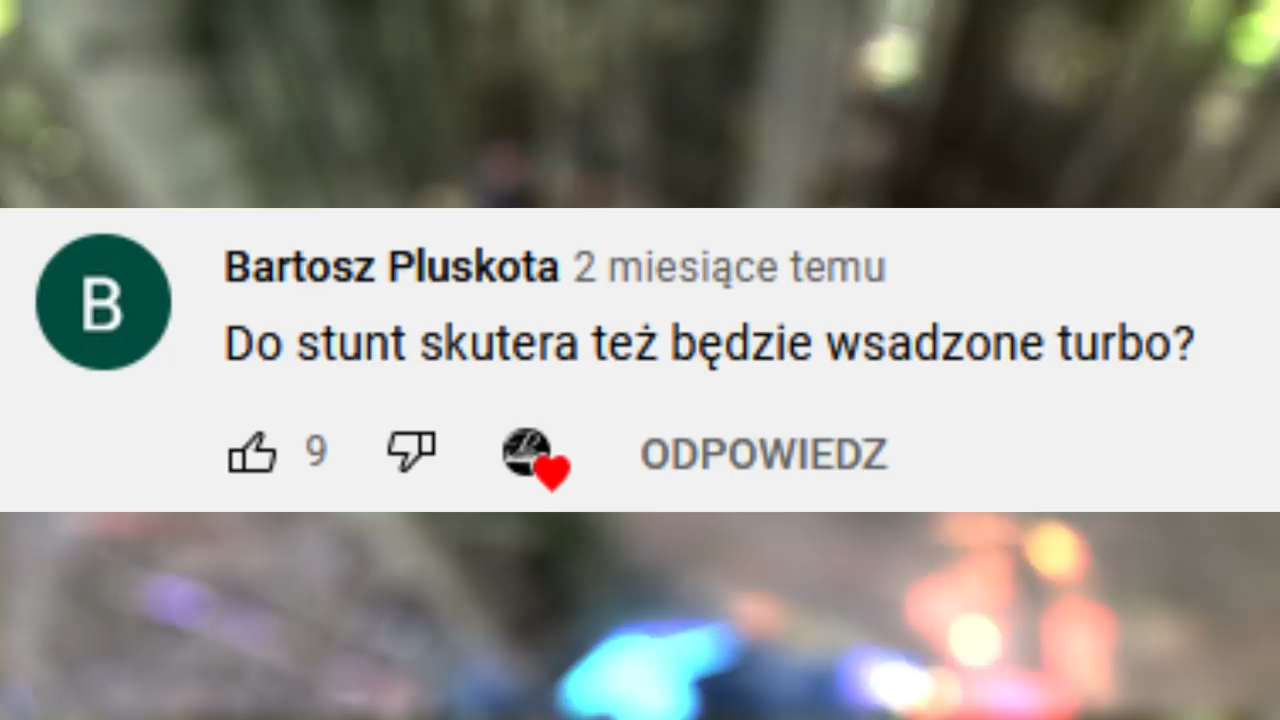 B
Bartosz Pluskota 2 miesiące temu
Do stunt skutera też będzie wsadzone turbo?
9 ODPOWIEDZ